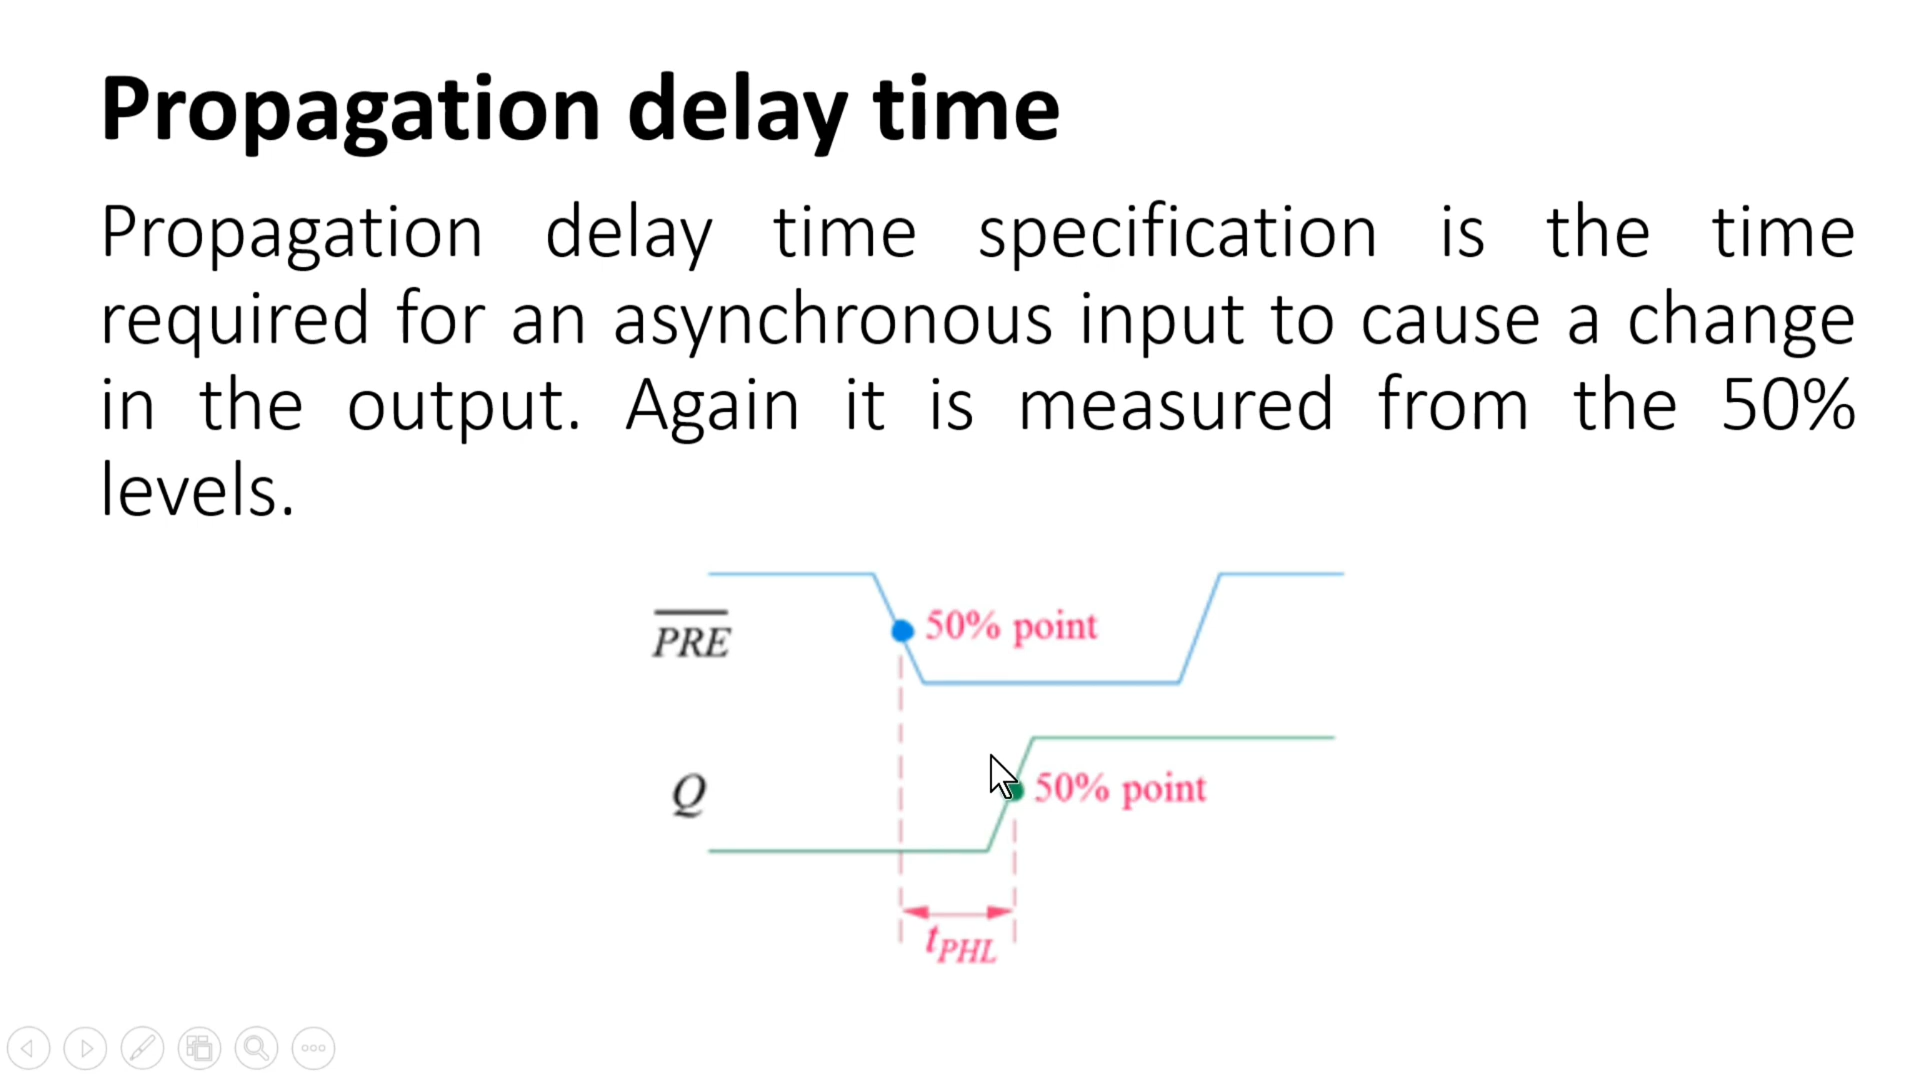 Propagation delay time
Propagation delay time specification is the time
required for an asynchronous input to cause a change
in the output. Again it is measured from the 50%
levels.
50% point
P̅R̅E̅
Q
50% point
tPHL